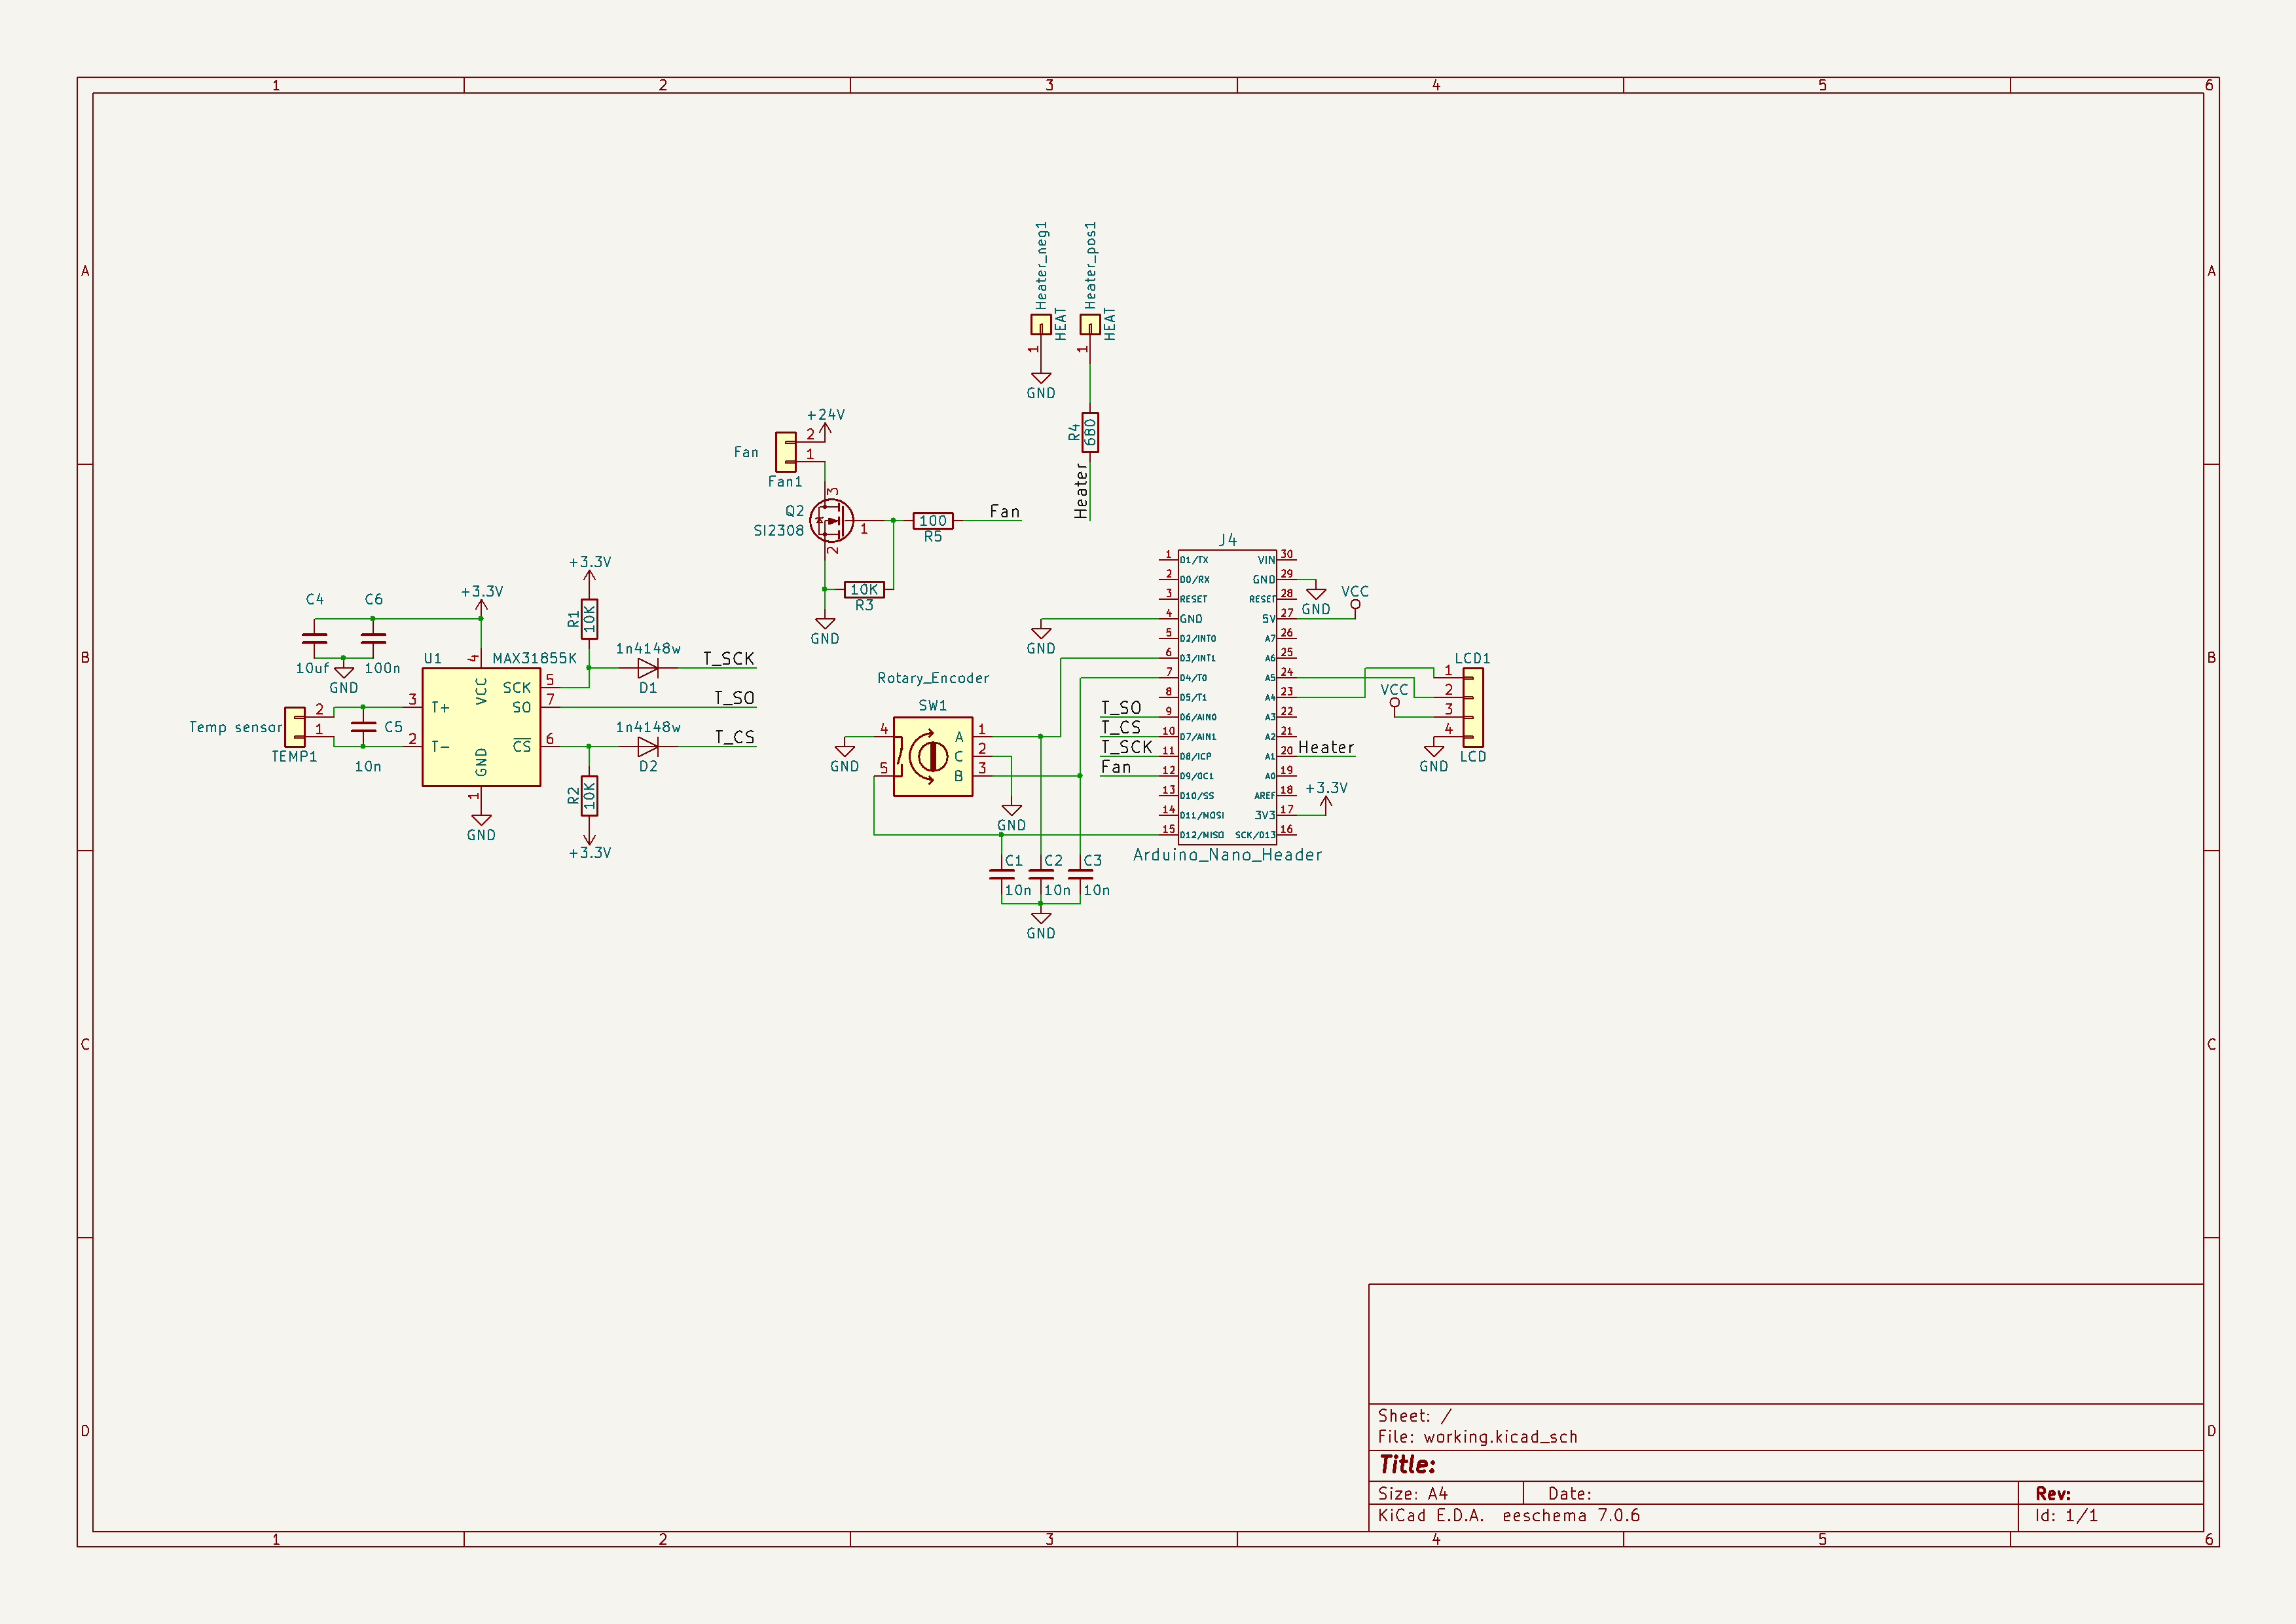 1 2 3 4 5 6
A A
Heater_neg1
HEAT
1
GND
Heater_pos1
HEAT
1
R4
680
Heater
+24V
Fan
2
1
Fan1
3
Q2
SI2308
1
2
100
R5
Fan
10K
R3
GND
B B
C4
C6
+3.3V
10uf
100n
GND
+3.3V
R1
10K
U1
MAX31855K
4
VCC
SCK
5
SO
7
T+
3
T-
2
CS
6
GND
1
GND
1n4148w
D1
T_SCK
T_SO
1n4148w
D2
T_CS
R2
10K
+3.3V
Temp sensor
2
1
TEMP1
C5
10n
Rotary_Encoder
SW1
4
5
A
C
B
1
2
3
GND
GND
C1
10n
C2
10n
C3
10n
GND
GND
J4
1 D1/TX VIN 30
2 D0/RX GND 29
3 RESET RESET 28
4 GND 5V 27
5 D2/INT0 A7 26
6 D3/INT1 A6 25
7 D4/T0 A5 24
8 D5/T1 A4 23
T_SO 9 D6/AIN0 A3 22
T_CS 10 D7/AIN1 A2 21
T_SCK 11 D8/ICP A1 20 Heater
Fan 12 D9/OC1 A0 19
13 D10/SS AREF 18
14 D11/MOSI 3V3 17
15 D12/MISO SCK/D13 16
Arduino_Nano_Header
GND
VCC
+3.3V
LCD1
1
2
3
4
VCC
GND
LCD
C C
D D
Sheet: /
File: working.kicad_sch
Title:
Size: A4
Date:
Rev:
KiCad E.D.A. eeschema 7.0.6
Id: 1/1
1 2 3 4 5 6